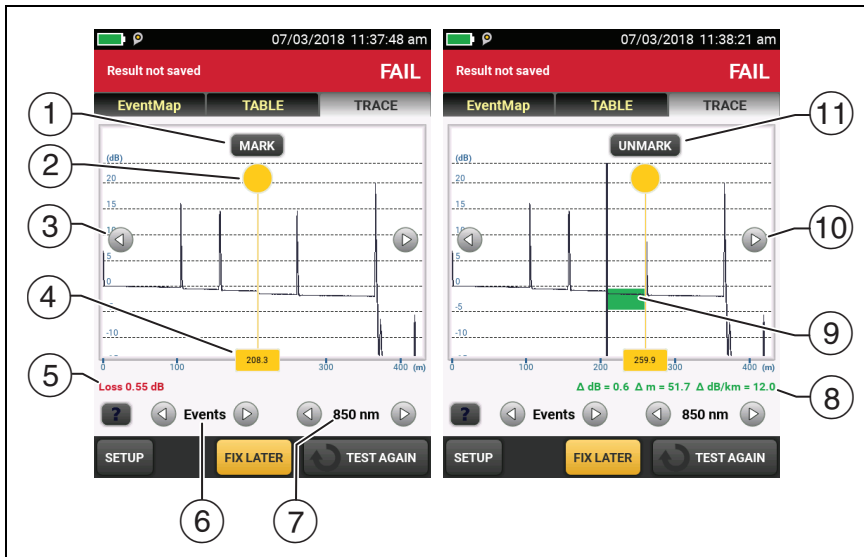 07/03/2018 11:37:48 am
Result not saved FAIL
EventMap TABLE TRACE
MARK
(dB)
20
15
10
5
0
-5
-10
208.3
0 100 300 400 (m)
Loss 0.55 dB
? Events 850 nm
SETUP FIX LATER TEST AGAIN
07/03/2018 11:38:21 am
Result not saved FAIL
EventMap TABLE TRACE
UNMARK
(dB)
20
15
10
5
0
-5
-10
259.9
0 100 200 300 400 (m)
Δ dB = 0.6 Δ m = 51.7 Δ dB/km = 12.0
? Events 850 nm
SETUP FIX LATER TEST AGAIN
1
2
3
4
5
6
7
8
9
10
11